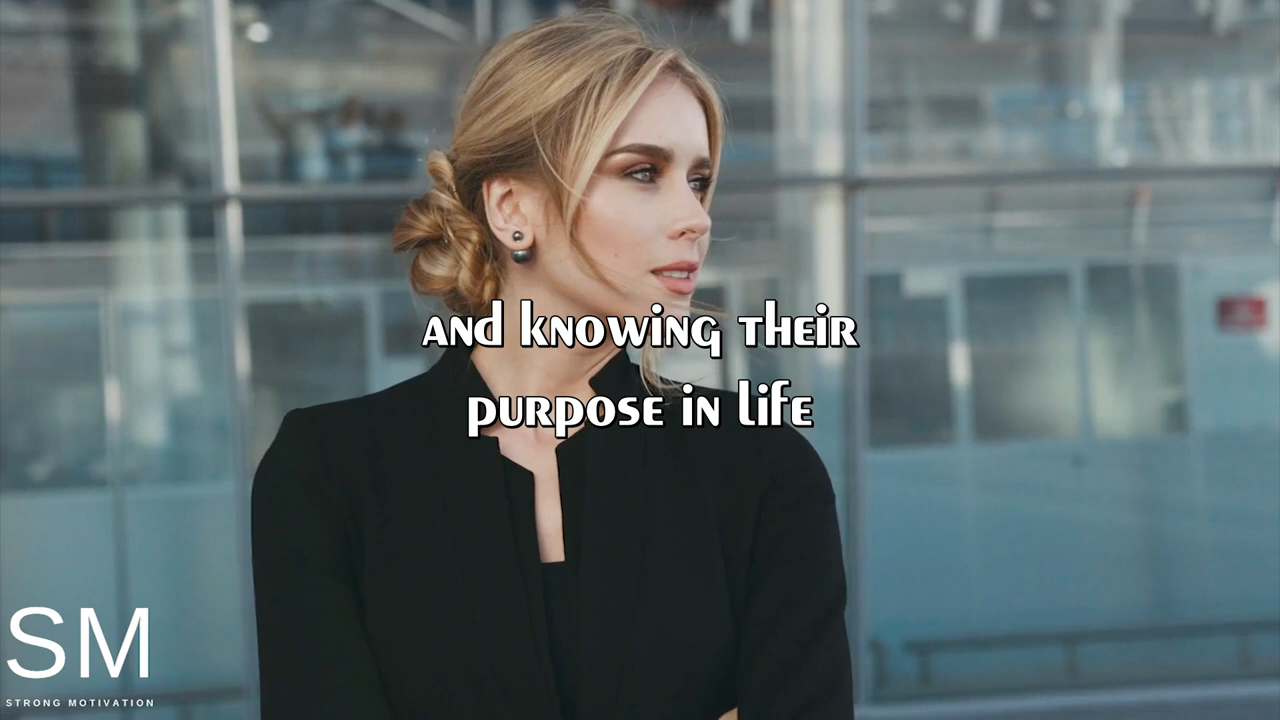 and knowing their
purpose in life
SM
STRONG MOTIVATION